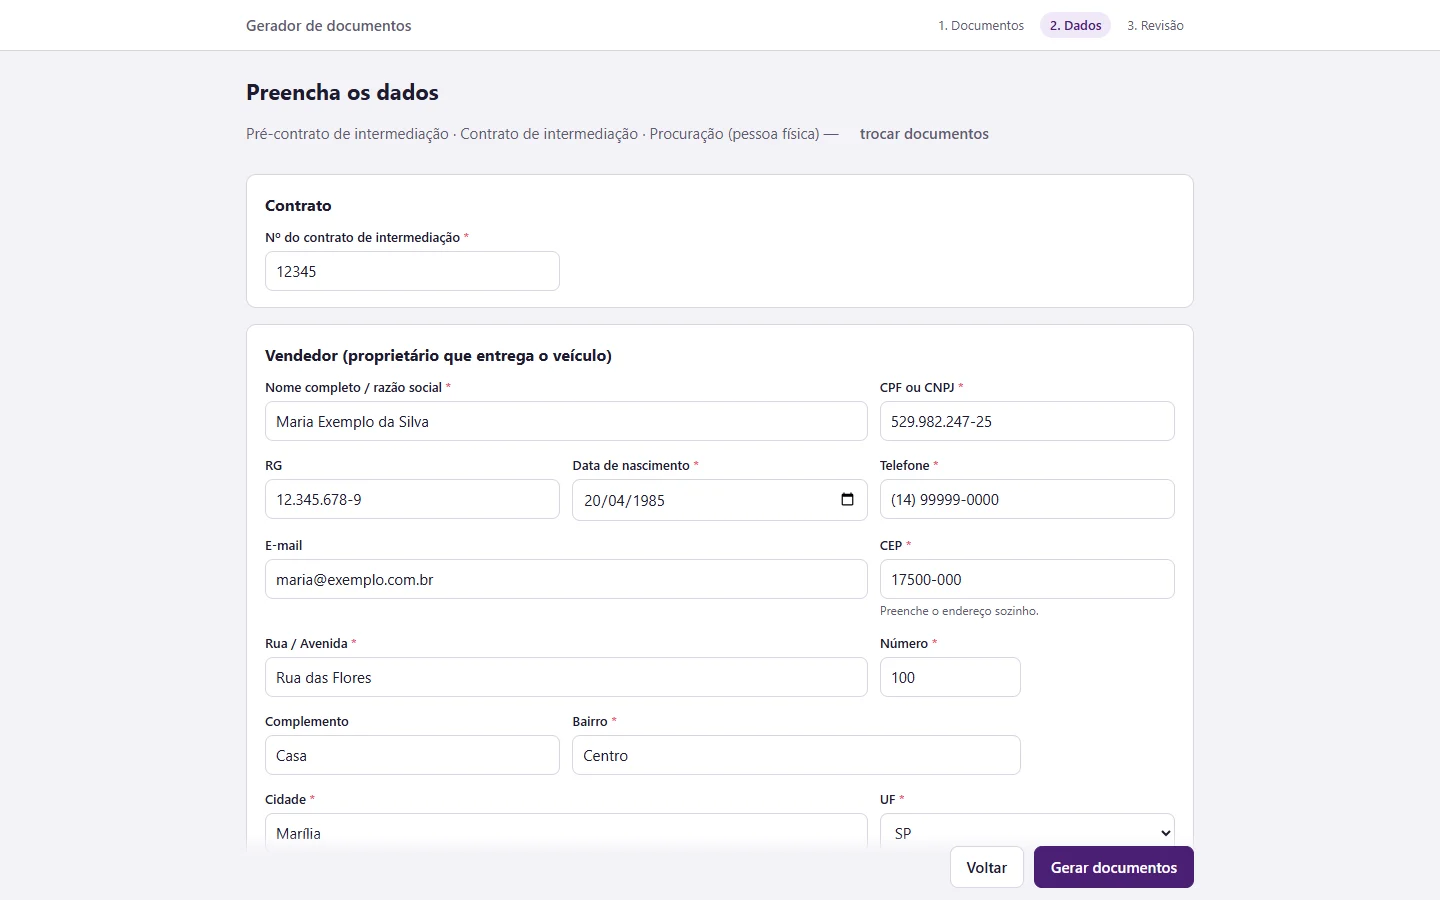 Gerador de documentos
1. Documentos 2. Dados 3. Revisão
Preencha os dados
Pré-contrato de intermediação · Contrato de intermediação · Procuração (pessoa física) — trocar documentos
Contrato
Nº do contrato de intermediação *
12345
Vendedor (proprietário que entrega o veículo)
Nome completo / razão social * CPF ou CNPJ *
Maria Exemplo da Silva 529.982.247-25
RG Data de nascimento * Telefone *
12.345.678-9 20/04/1985 (14) 99999-0000
E-mail CEP *
maria@exemplo.com.br 17500-000
Preenche o endereço sozinho.
Rua / Avenida * Número *
Rua das Flores 100
Complemento Bairro *
Casa Centro
Cidade * UF *
Marília SP
Voltar Gerar documentos